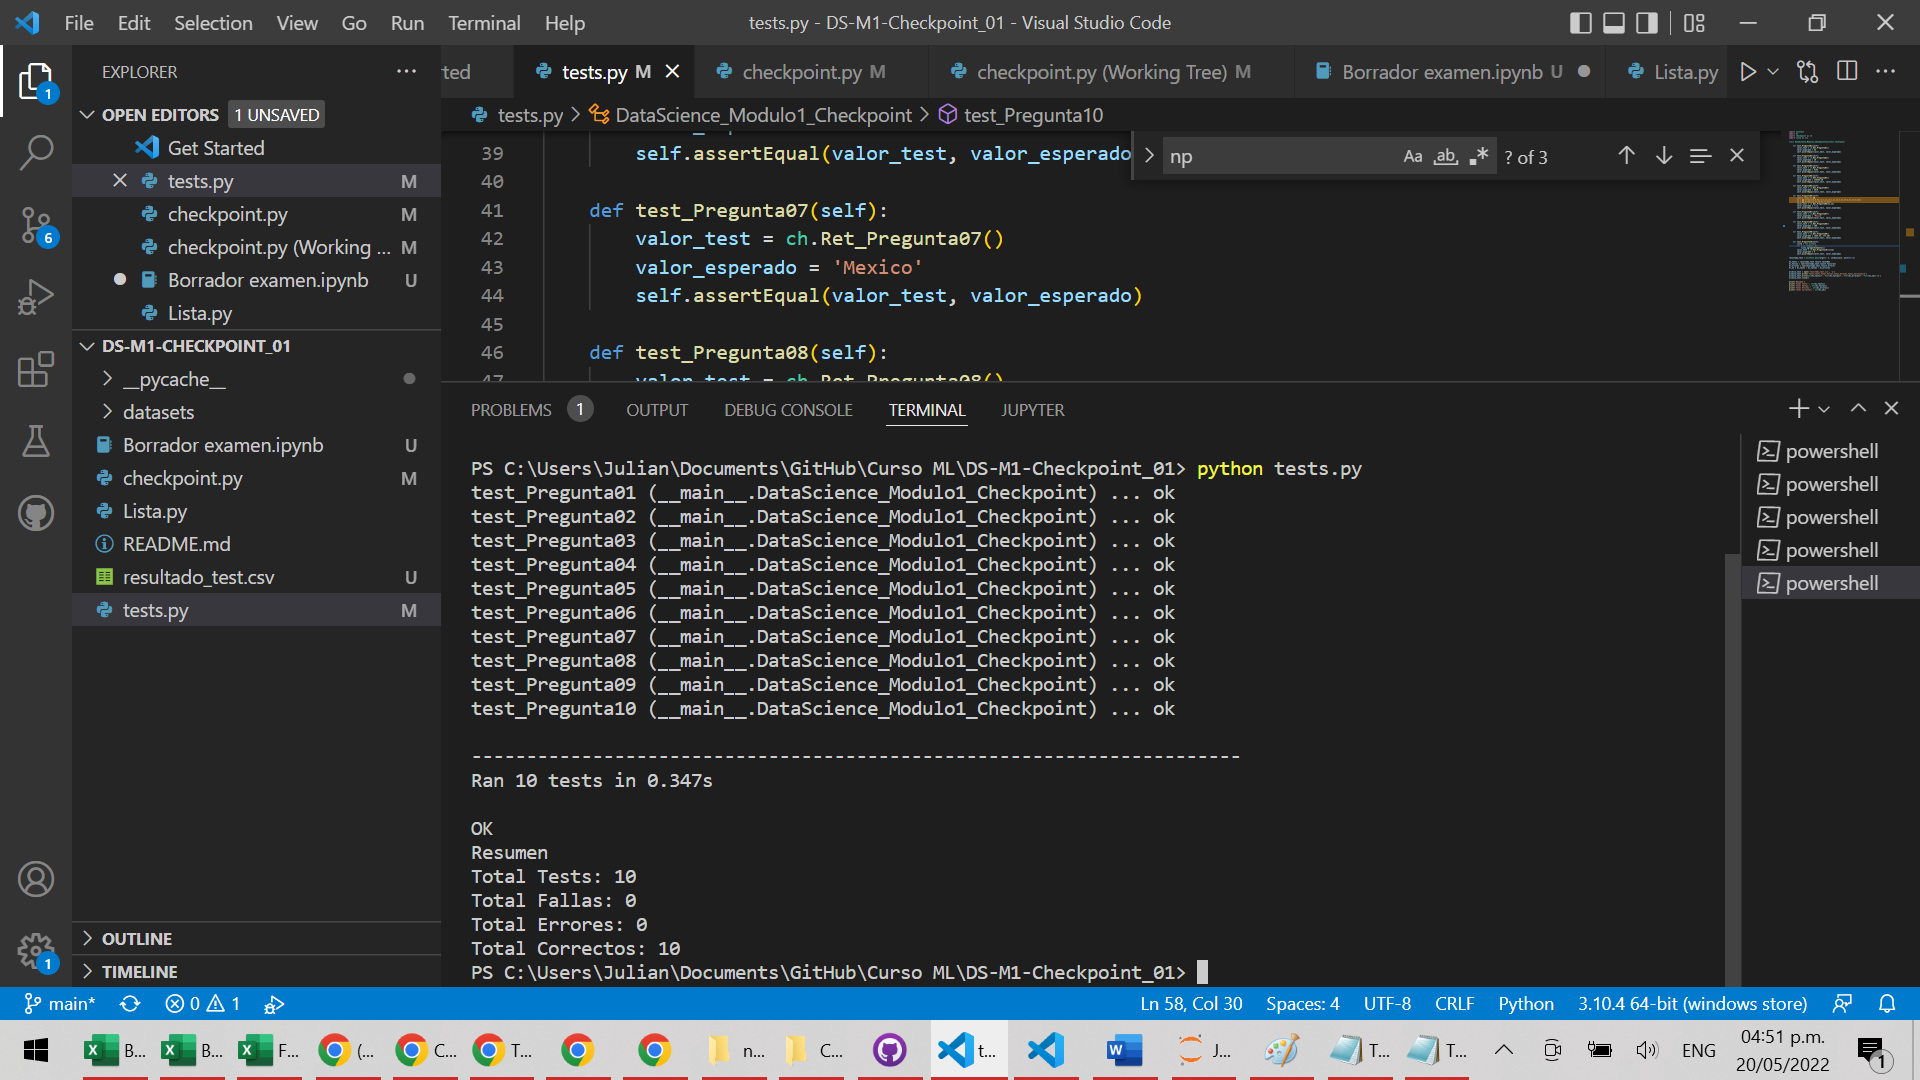 File Edit Selection View Go Run Terminal Help
tests.py - DS-M1-Checkpoint_01 - Visual Studio Code
EXPLORER
OPEN EDITORS 1 UNSAVED
Get Started
tests.py M
checkpoint.py M
checkpoint.py (Working ... M
Borrador examen.ipynb U
Lista.py
DS-M1-CHECKPOINT_01
__pycache__
datasets
Borrador examen.ipynb U
checkpoint.py M
Lista.py
README.md
resultado_test.csv U
tests.py M
OUTLINE
TIMELINE
1
6
1
rted tests.py M checkpoint.py M checkpoint.py (Working Tree) M Borrador examen.ipynb U Lista.py
tests.py > DataScience_Modulo1_Checkpoint > test_Pregunta10
np Aa ab ? of 3
39 self.assertEqual(valor_test, valor_esperado
40
41 def test_Pregunta07(self):
42 valor_test = ch.Ret_Pregunta07()
43 valor_esperado = 'Mexico'
44 self.assertEqual(valor_test, valor_esperado)
45
46 def test_Pregunta08(self):
47 valor_test = ch.Ret_Pregunta08()
PROBLEMS 1 OUTPUT DEBUG CONSOLE TERMINAL JUPYTER
PS C:\Users\Julian\Documents\GitHub\Curso ML\DS-M1-Checkpoint_01> python tests.py
test_Pregunta01 (__main__.DataScience_Modulo1_Checkpoint) ... ok
test_Pregunta02 (__main__.DataScience_Modulo1_Checkpoint) ... ok
test_Pregunta03 (__main__.DataScience_Modulo1_Checkpoint) ... ok
test_Pregunta04 (__main__.DataScience_Modulo1_Checkpoint) ... ok
test_Pregunta05 (__main__.DataScience_Modulo1_Checkpoint) ... ok
test_Pregunta06 (__main__.DataScience_Modulo1_Checkpoint) ... ok
test_Pregunta07 (__main__.DataScience_Modulo1_Checkpoint) ... ok
test_Pregunta08 (__main__.DataScience_Modulo1_Checkpoint) ... ok
test_Pregunta09 (__main__.DataScience_Modulo1_Checkpoint) ... ok
test_Pregunta10 (__main__.DataScience_Modulo1_Checkpoint) ... ok
----------------------------------------------------------------------
Ran 10 tests in 0.347s
OK
Resumen
Total Tests: 10
Total Fallas: 0
Total Errores: 0
Total Correctos: 10
PS C:\Users\Julian\Documents\GitHub\Curso ML\DS-M1-Checkpoint_01>
powershell
powershell
powershell
powershell
powershell
main* 0 1 Ln 58, Col 30 Spaces: 4 UTF-8 CRLF Python 3.10.4 64-bit (windows store)
B... B... F... (... C... T... n... C... t... J... T... T... ENG
04:51 p.m.
20/05/2022
1